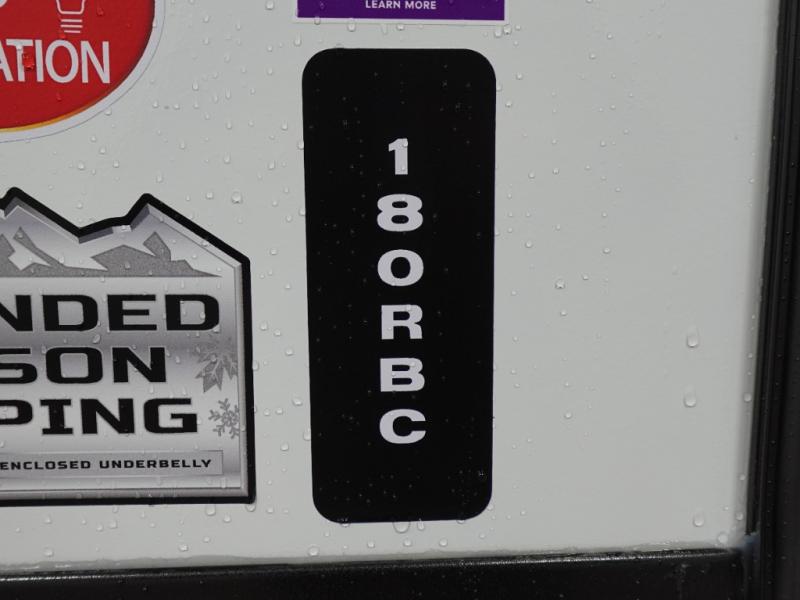 LEARN MORE
ATION
1
8
0
R
B
C
NDED
SON
PING
ENCLOSED UNDERBELLY